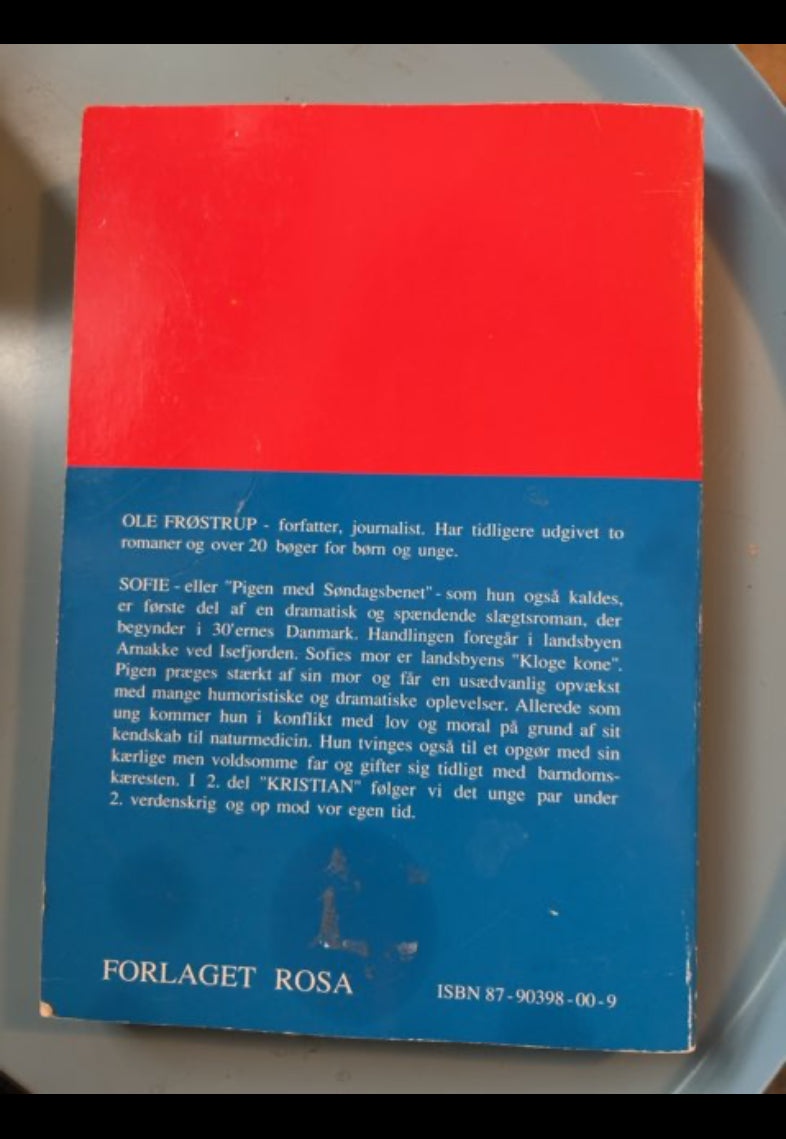 OLE FRØSTRUP - forfatter, journalist. Har tidligere udgivet to
romaner og over 20 bøger for børn og unge.
SOFIE - eller "Pigen med Søndagsbenet" - som hun også kaldes,
er første del af en dramatisk og spændende slægtsroman, der
begynder i 30'ernes Danmark. Handlingen foregår i landsbyen
Arnakke ved Isefjorden. Sofies mor er landsbyens "Kloge kone".
Pigen præges stærkt af sin mor og får en usædvanlig opvækst
med mange humoristiske og dramatiske oplevelser. Allerede som
ung kommer hun i konflikt med lov og moral på grund af sit
kendskab til naturmedicin. Hun tvinges også til et opgør med sin
kærlige men voldsomme far og gifter sig tidligt med barndoms-
kæresten. I 2. del "KRISTIAN" følger vi det unge par under
2. verdenskrig og op mod vor egen tid.
FORLAGET ROSA
ISBN 87-90398-00-9